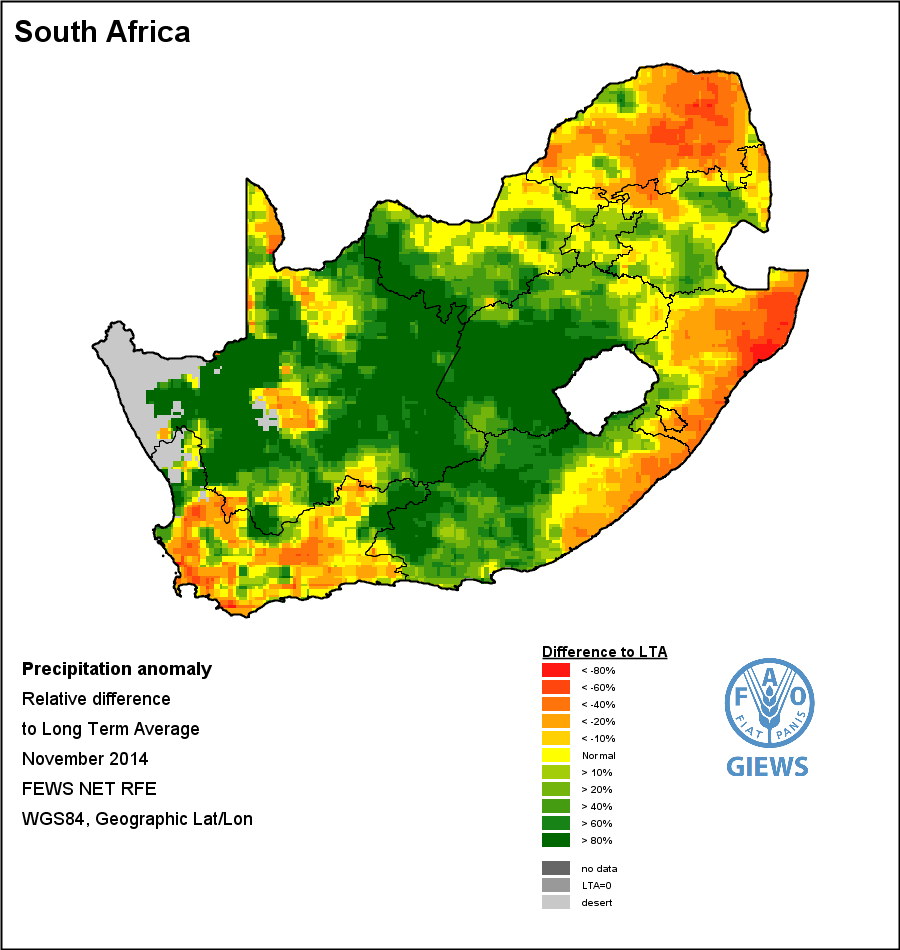 South Africa
Precipitation anomaly
Relative difference
to Long Term Average
November 2014
FEWS NET RFE
WGS84, Geographic Lat/Lon
Difference to LTA
< -80%
< -60%
< -40%
< -20%
< -10%
Normal
> 10%
> 20%
> 40%
> 60%
> 80%
no data
LTA=0
desert
F A O
FIAT PANIS
GIEWS